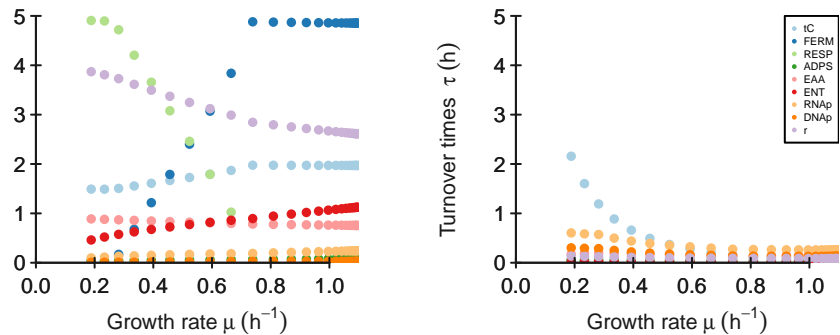 5
4
3
2
1
0
0.0 0.2 0.4 0.6 0.8 1.0
Growth rate μ (h⁻¹)
Turnover times τ (h)
5
4
3
2
1
0
0.0 0.2 0.4 0.6 0.8 1.0
Growth rate μ (h⁻¹)
tC
FERM
RESP
ADPS
EAA
ENT
RNAp
DNAp
r